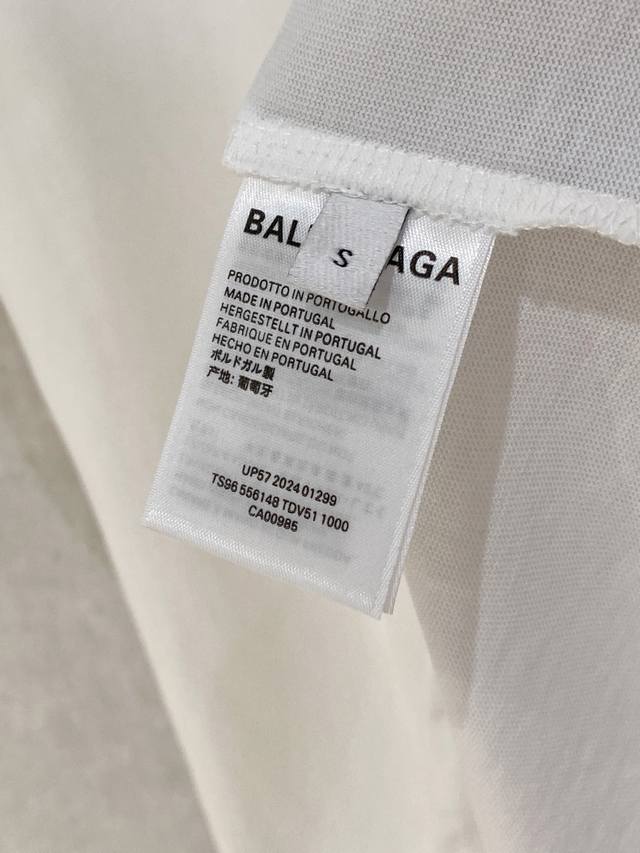 BAL AGA
S
PRODOTTO IN PORTOGALLO
MADE IN PORTUGAL
HERGESTELLT IN PORTUGAL
FABRIQUE EN PORTUGAL
HECHO EN PORTUGAL
ポルトガル製
产地: 葡萄牙
UP57 2024 01299
TS96 556148 TDV51 1000
CA00985